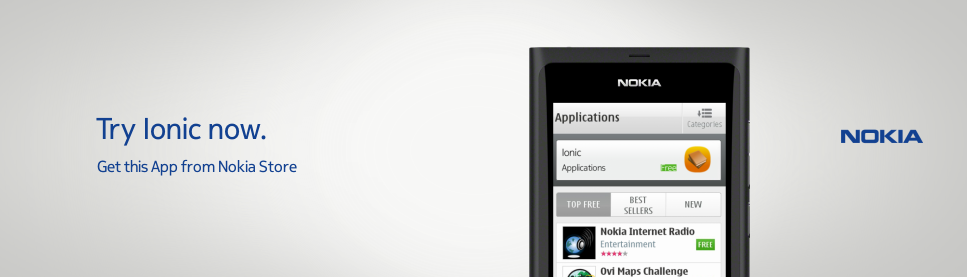 Try Ionic now.
Get this App from Nokia Store
NOKIA
Applications
Categories
Ionic
Applications
Free
TOP FREE
BEST
SELLERS
NEW
Nokia Internet Radio
Entertainment
FREE
Ovi Maps Challenge
NOKIA